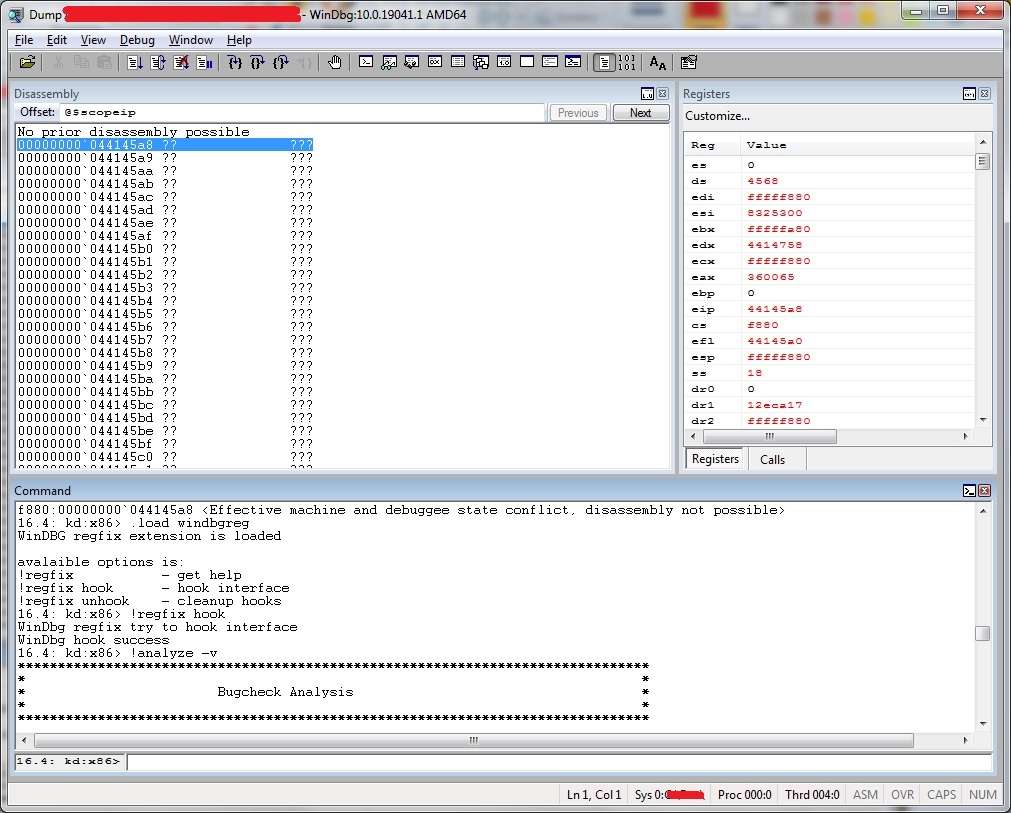 Dump - WinDbg:10.0.19041.1 AMD64
File Edit View Debug Window Help
Disassembly
Offset: @$scopeip Previous Next
No prior disassembly possible
00000000`044145a8 ?? ???
00000000`044145a9 ?? ???
00000000`044145aa ?? ???
00000000`044145ab ?? ???
00000000`044145ac ?? ???
00000000`044145ad ?? ???
00000000`044145ae ?? ???
00000000`044145af ?? ???
00000000`044145b0 ?? ???
00000000`044145b1 ?? ???
00000000`044145b2 ?? ???
00000000`044145b3 ?? ???
00000000`044145b4 ?? ???
00000000`044145b5 ?? ???
00000000`044145b6 ?? ???
00000000`044145b7 ?? ???
00000000`044145b8 ?? ???
00000000`044145b9 ?? ???
00000000`044145ba ?? ???
00000000`044145bb ?? ???
00000000`044145bc ?? ???
00000000`044145bd ?? ???
00000000`044145be ?? ???
00000000`044145bf ?? ???
00000000`044145c0 ?? ???
Registers
Customize...
Reg Value
es 0
ds 4568
edi fffff880
esi 8325300
ebx fffffa80
edx 4414758
ecx fffff880
eax 360065
ebp 0
eip 44145a8
cs f880
efl 44145a0
esp fffff880
ss 18
dr0 0
dr1 12eca17
dr2 fffff880
Registers Calls
Command
f880:00000000`044145a8 <Effective machine and debuggee state conflict, disassembly not possible>
16.4: kd:x86> .load windbgreg
WinDBG regfix extension is loaded
avalaible options is:
!regfix - get help
!regfix hook - hook interface
!regfix unhook - cleanup hooks
16.4: kd:x86> !regfix hook
WinDbg regfix try to hook interface
WinDbg hook success
16.4: kd:x86> !analyze -v
*******************************************************************************
* *
* Bugcheck Analysis *
* *
*******************************************************************************
16.4: kd:x86>
Ln 1, Col 1 Sys 0: Proc 000:0 Thrd 004:0 ASM OVR CAPS NUM